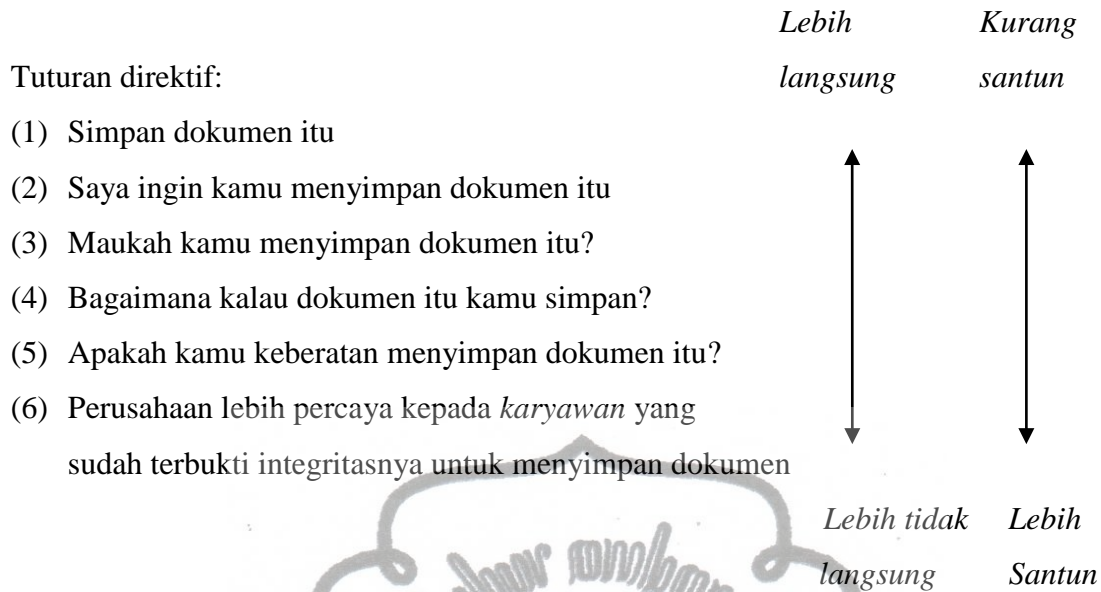 Lebih Kurang
Tuturan direktif: langsung santun
(1) Simpan dokumen itu
(2) Saya ingin kamu menyimpan dokumen itu
(3) Maukah kamu menyimpan dokumen itu?
(4) Bagaimana kalau dokumen itu kamu simpan?
(5) Apakah kamu keberatan menyimpan dokumen itu?
(6) Perusahaan lebih percaya kepada karyawan yang
sudah terbukti integritasnya untuk menyimpan dokumen
Lebih tidak Lebih
langsung Santun